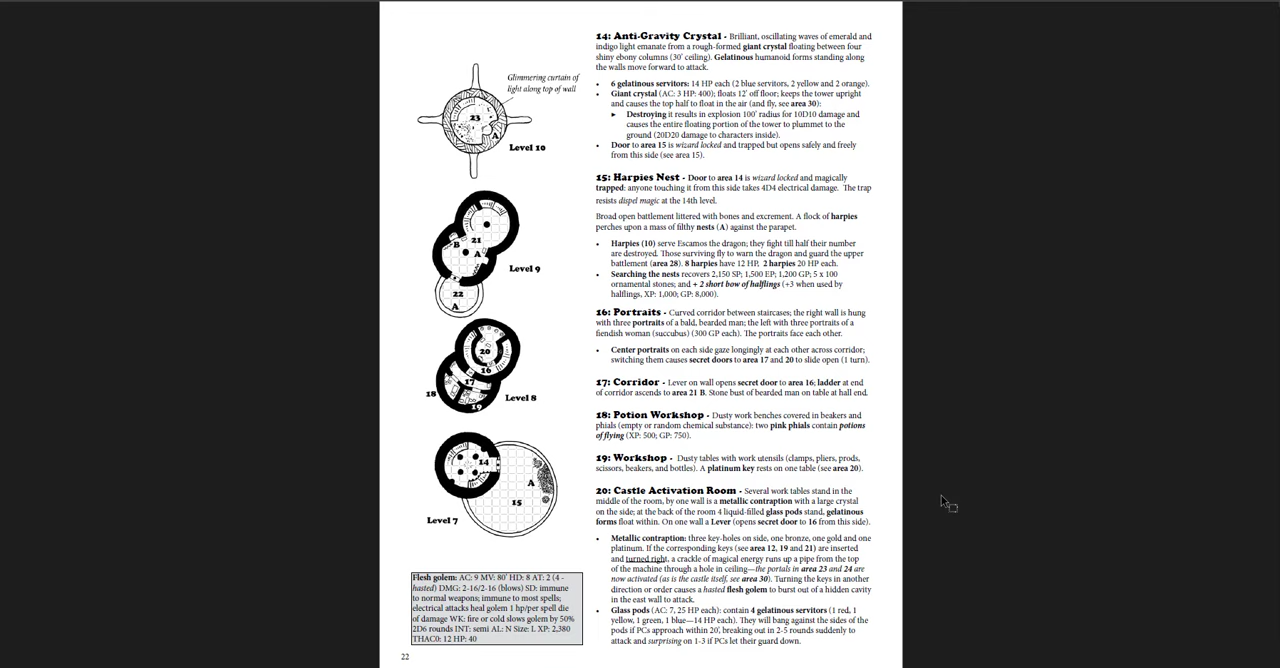 Glimmering curtain of
light along top of wall
23
A
Level 10
21
B
A
Level 9
22
A
20
16
17
18
19
Level 8
14
A
15
Level 7
Flesh golem: AC: 9 MV: 80' HD: 8 AT: 2 (4 -
hasted) DMG: 2-16/2-16 (blows) SD: immune
to normal weapons; immune to most spells;
electrical attacks heal golem 1 hp/per spell die
of damage WK: fire or cold slows golem by 50%
2D6 rounds INT: semi AL: N Size: L XP: 2,380
THAC0: 12 HP: 40
22
14: Anti-Gravity Crystal - Brilliant, oscillating waves of emerald and
indigo light emanate from a rough-formed giant crystal floating between four
shiny ebony columns (30' ceiling). Gelatinous humanoid forms standing along
the walls move forward to attack.
• 6 gelatinous servitors: 14 HP each (2 blue servitors, 2 yellow and 2 orange).
• Giant crystal (AC: 3 HP: 400); floats 12' off floor; keeps the tower upright
and causes the top half to float in the air (and fly, see area 30):
► Destroying it results in explosion 100' radius for 10D10 damage and
causes the entire floating portion of the tower to plummet to the
ground (20D20 damage to characters inside).
• Door to area 15 is wizard locked and trapped but opens safely and freely
from this side (see area 15).
15: Harpies Nest - Door to area 14 is wizard locked and magically
trapped: anyone touching it from this side takes 4D4 electrical damage. The trap
resists dispel magic at the 14th level.
Broad open battlement littered with bones and excrement. A flock of harpies
perches upon a mass of filthy nests (A) against the parapet.
• Harpies (10) serve Escamos the dragon; they fight till half their number
are destroyed. Those surviving fly to warn the dragon and guard the upper
battlement (area 28). 8 harpies have 12 HP, 2 harpies 20 HP each.
• Searching the nests recovers 2,150 SP; 1,500 EP; 1,200 GP; 5 x 100
ornamental stones; and + 2 short bow of halflings (+3 when used by
halflings, XP: 1,000; GP: 8,000).
16: Portraits - Curved corridor between staircases; the right wall is hung
with three portraits of a bald, bearded man; the left with three portraits of a
fiendish woman (succubus) (300 GP each). The portraits face each other.
• Center portraits on each side gaze longingly at each other across corridor;
switching them causes secret doors to area 17 and 20 to slide open (1 turn).
17: Corridor - Lever on wall opens secret door to area 16; ladder at end
of corridor ascends to area 21 B. Stone bust of bearded man on table at hall end.
18: Potion Workshop - Dusty work benches covered in beakers and
phials (empty or random chemical substance): two pink phials contain potions
of flying (XP: 500; GP: 750).
19: Workshop - Dusty tables with work utensils (clamps, pliers, prods,
scissors, beakers, and bottles). A platinum key rests on one table (see area 20).
20: Castle Activation Room - Several work tables stand in the
middle of the room, by one wall is a metallic contraption with a large crystal
on the side; at the back of the room 4 liquid-filled glass pods stand, gelatinous
forms float within. On one wall a Lever (opens secret door to 16 from this side).
• Metallic contraption: three key-holes on side, one bronze, one gold and one
platinum. If the corresponding keys (see area 12, 19 and 21) are inserted
and turned right, a crackle of magical energy runs up a pipe from the top
of the machine through a hole in ceiling—the portals in area 23 and 24 are
now activated (as is the castle itself, see area 30). Turning the keys in another
direction or order causes a hasted flesh golem to burst out of a hidden cavity
in the east wall to attack.
• Glass pods (AC: 7, 25 HP each): contain 4 gelatinous servitors (1 red, 1
yellow, 1 green, 1 blue—14 HP each). They will bang against the sides of the
pods if PCs approach within 20', breaking out in 2-5 rounds suddenly to
attack and surprising on 1-3 if PCs let their guard down.